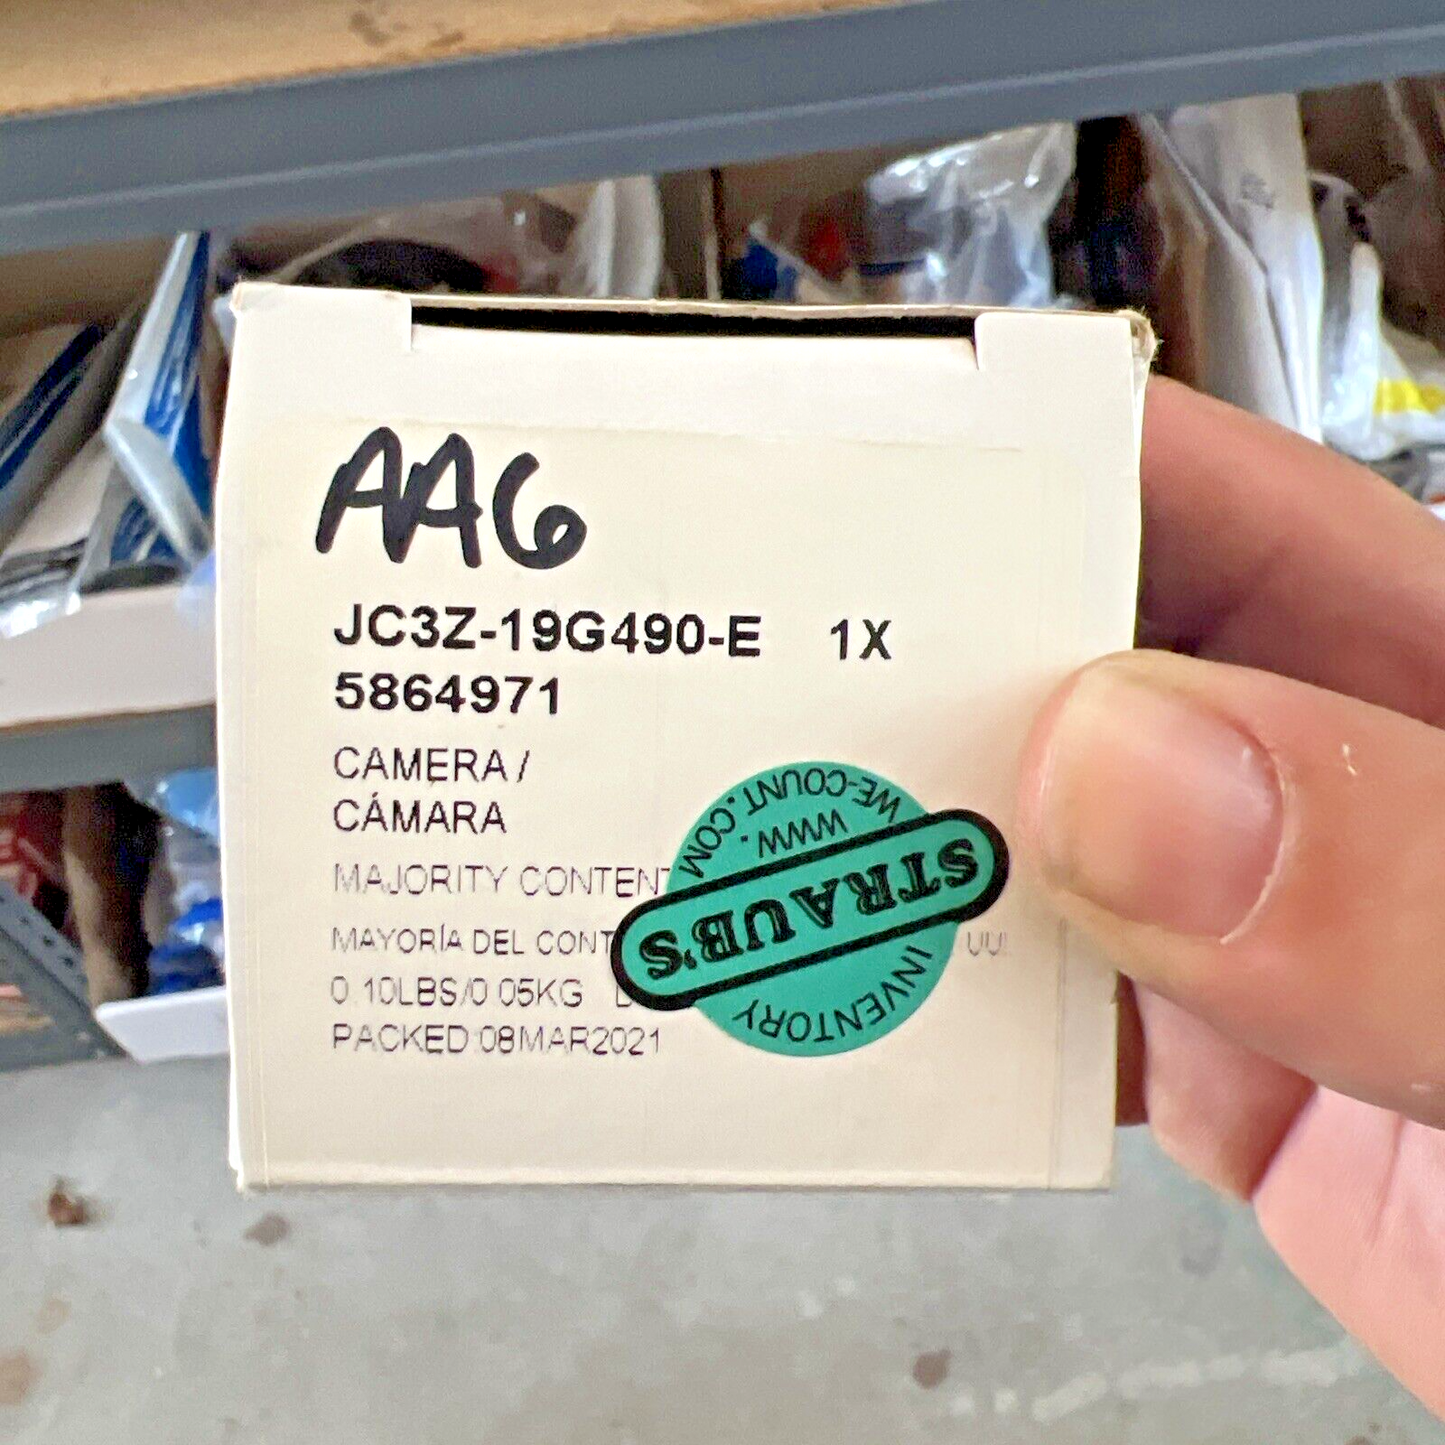 AA6
JC3Z-19G490-E 1X
5864971
CAMERA /
CÁMARA
MAJORITY CONTENT
MAYORÍA DEL CONT
0.10LBS/0.05KG
PACKED:08MAR2021
STRAUB'S
INVENTORY
WWW.
WE-COUNT.COM